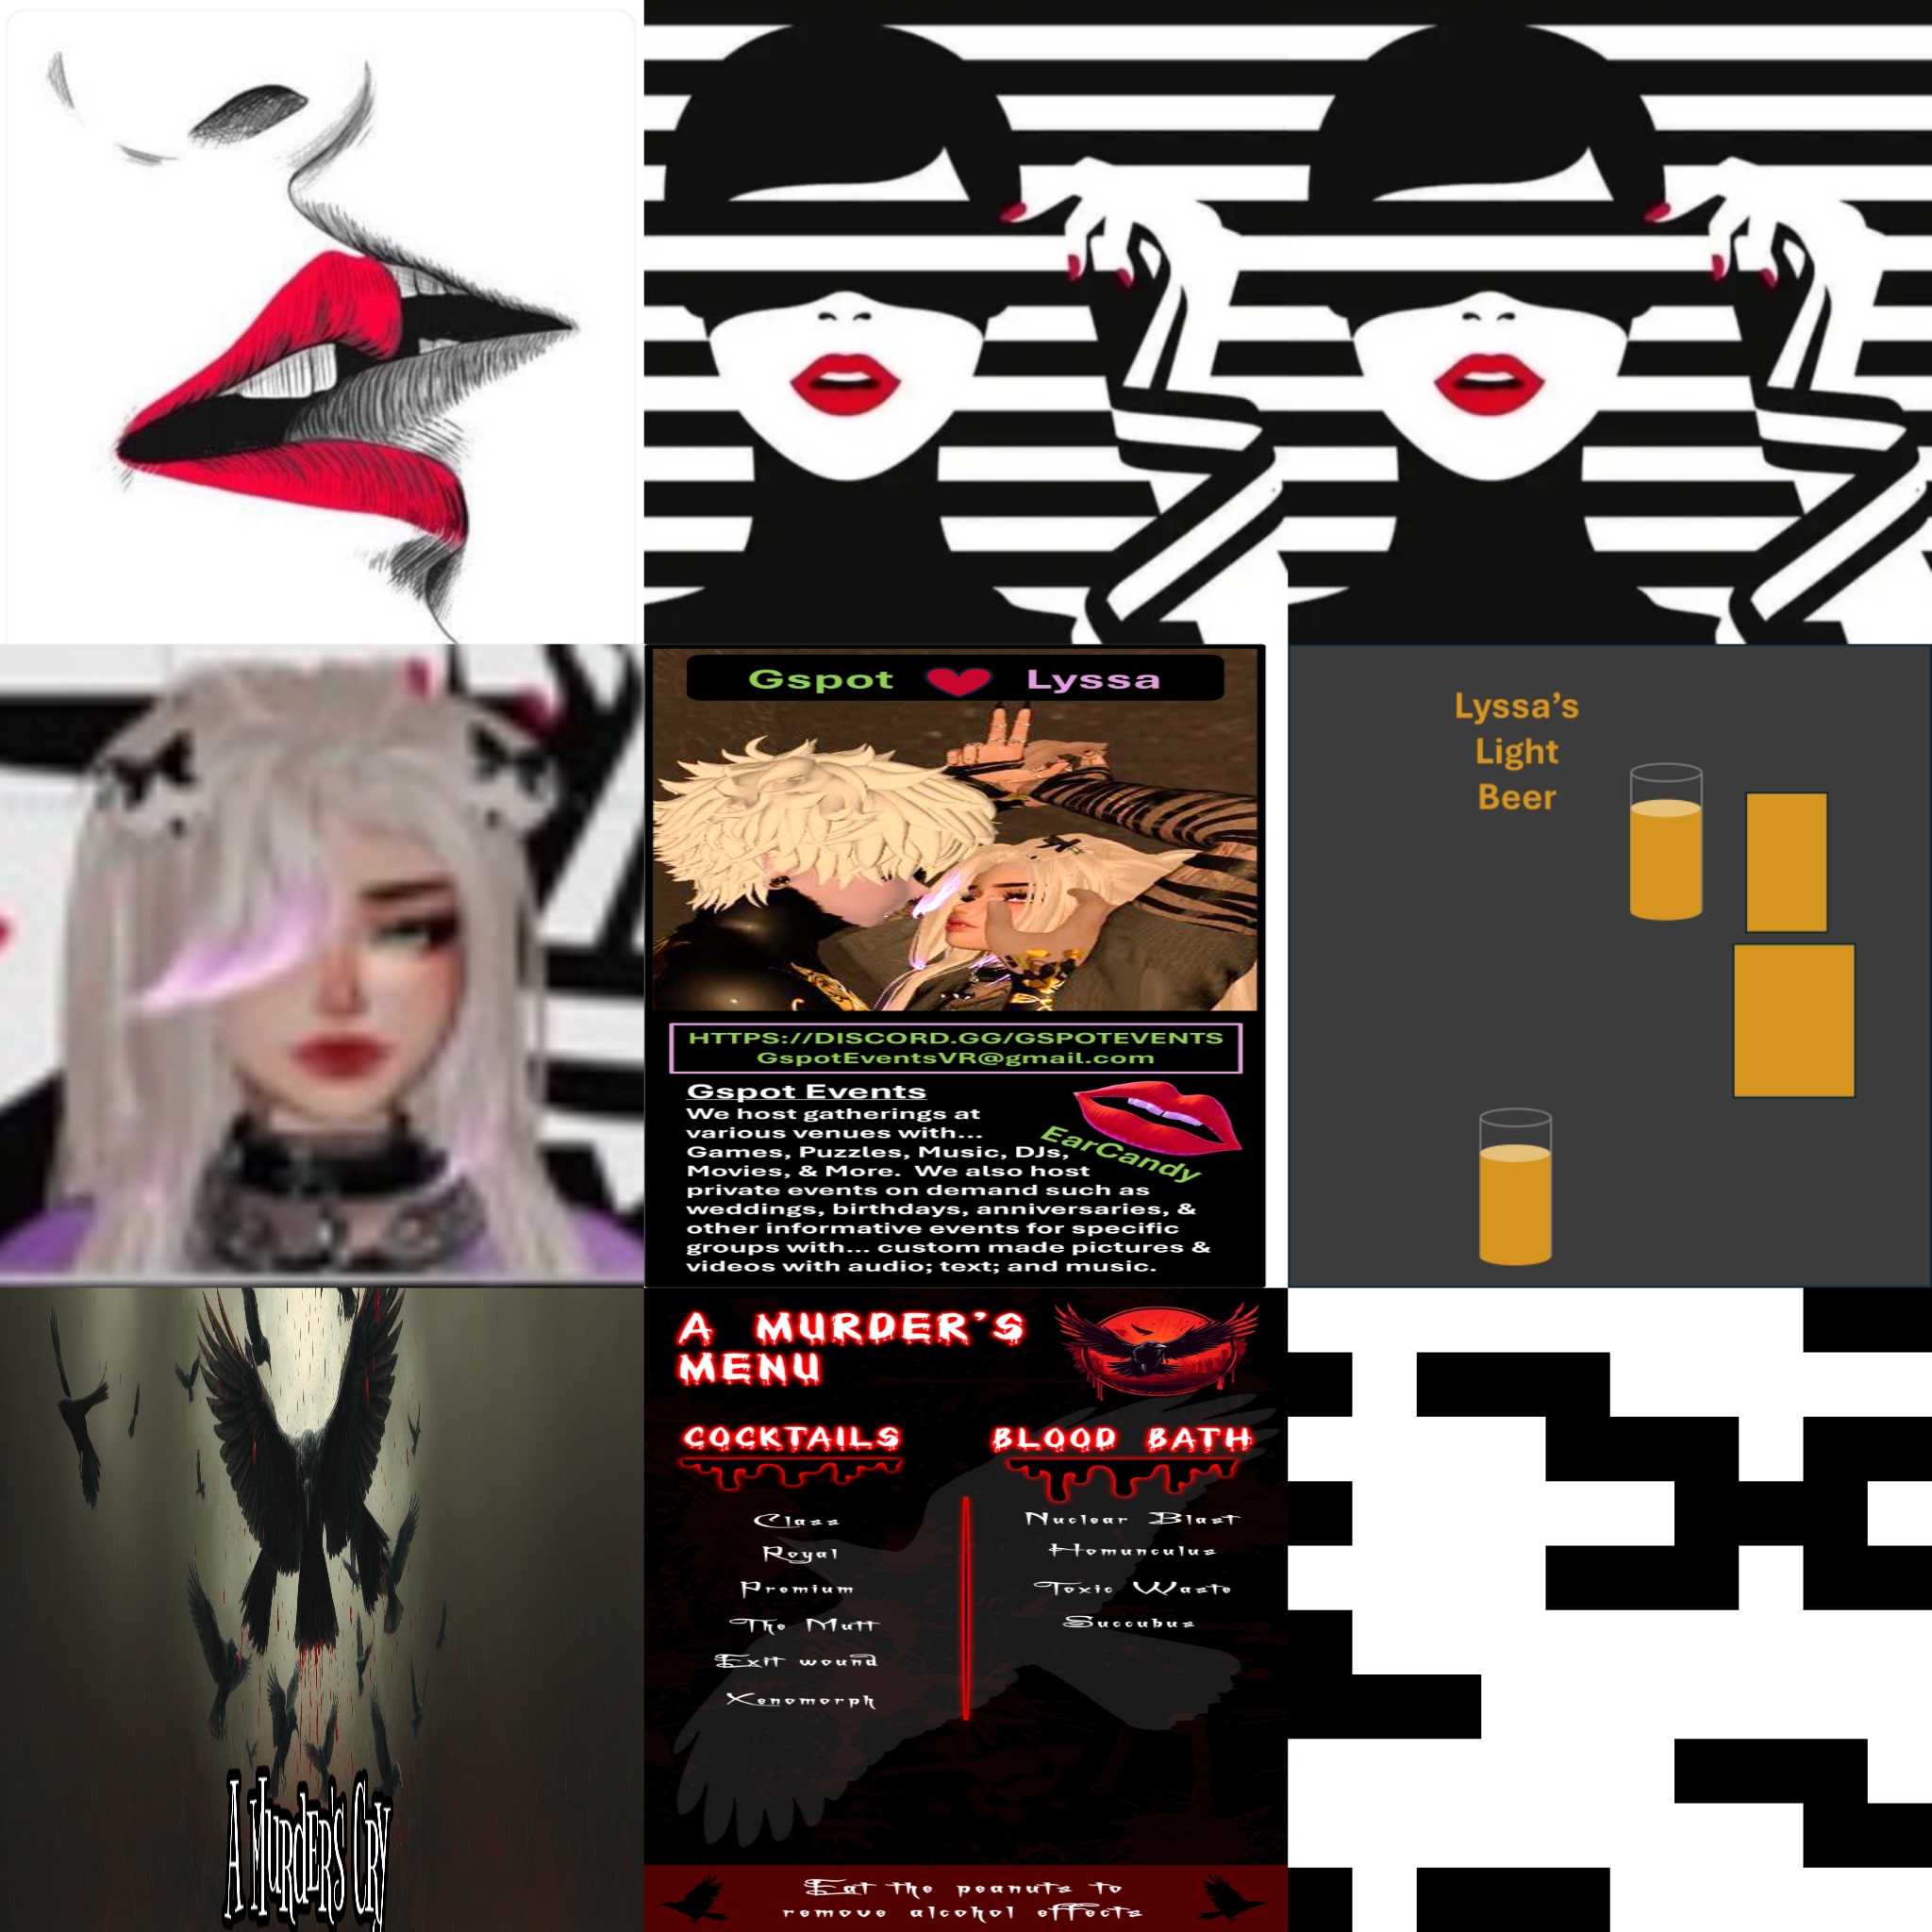 Gspot ❤ Lyssa
HTTPS://DISCORD.GG/GSPOTEVENTS
GspotEventsVR@gmail.com
Gspot Events
We host gatherings at
various venues with...
Games, Puzzles, Music, DJs,
Movies, & More.  We also host
private events on demand such as
weddings, birthdays, anniversaries, &
other informative events for specific
groups with... custom made pictures &
videos with audio; text; and music.
EarCandy
Lyssa's
Light
Beer
A Murder's Cry
A MURDER'S
MENU
COCKTAILS
Class
Royal
Premium
The Mutt
Exit wound
Xenomorph
BLOOD BATH
Nuclear Blast
Homunculus
Toxic Waste
Succubus
Eat the peanuts to
remove alcohol effects